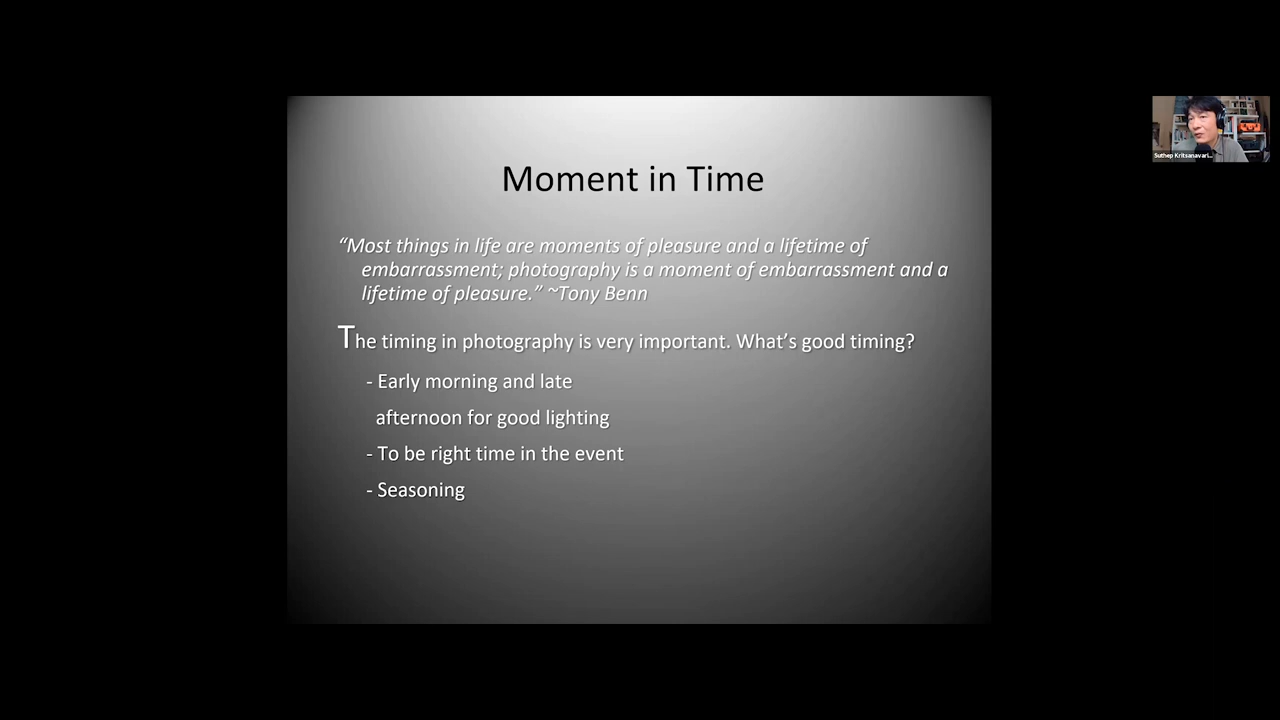 Moment in Time
“Most things in life are moments of pleasure and a lifetime of
embarrassment; photography is a moment of embarrassment and a
lifetime of pleasure.” ~Tony Benn
The timing in photography is very important. What’s good timing?
- Early morning and late
afternoon for good lighting
- To be right time in the event
- Seasoning
Suthep Kritsanavari...